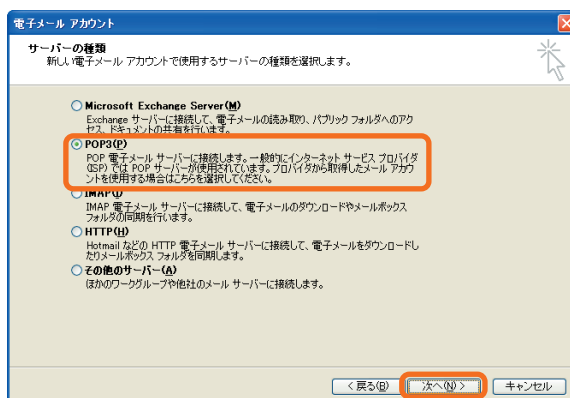 電子メール アカウント
サーバーの種類
新しい電子メール アカウントで使用するサーバーの種類を選択します。
Microsoft Exchange Server(M)
Exchange サーバーに接続して、電子メールの読み取り、パブリック フォルダへのアク
セス、ドキュメントの共有を行います。
POP3(P)
POP 電子メール サーバーに接続します。一般的にインターネット サービス プロバイダ
(ISP) では POP サーバーが使用されています。プロバイダから取得したメール アカウ
ントを使用する場合はこちらを選択してください。
IMAP(I)
IMAP 電子メール サーバーに接続して、電子メールのダウンロードやメールボックス
フォルダの同期を行います。
HTTP(H)
Hotmail などの HTTP 電子メール サーバーに接続して、電子メールをダウンロードし
たりメールボックス フォルダを同期します。
その他のサーバー(A)
ほかのワークグループや他社のメール サーバーに接続します。
< 戻る(B) 次へ(N) > キャンセル